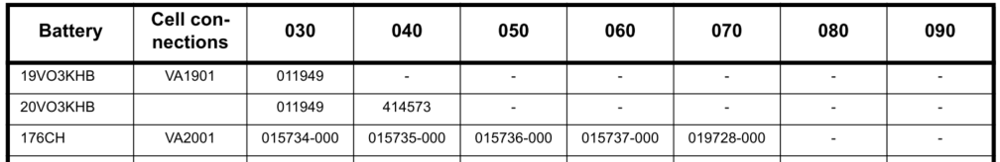 Battery Cell con-nections 030 040 050 060 070 080 090
19VO3KHB VA1901 011949 - - - - - -
20VO3KHB 011949 414573 - - - - -
176CH VA2001 015734-000 015735-000 015736-000 015737-000 019728-000 - -